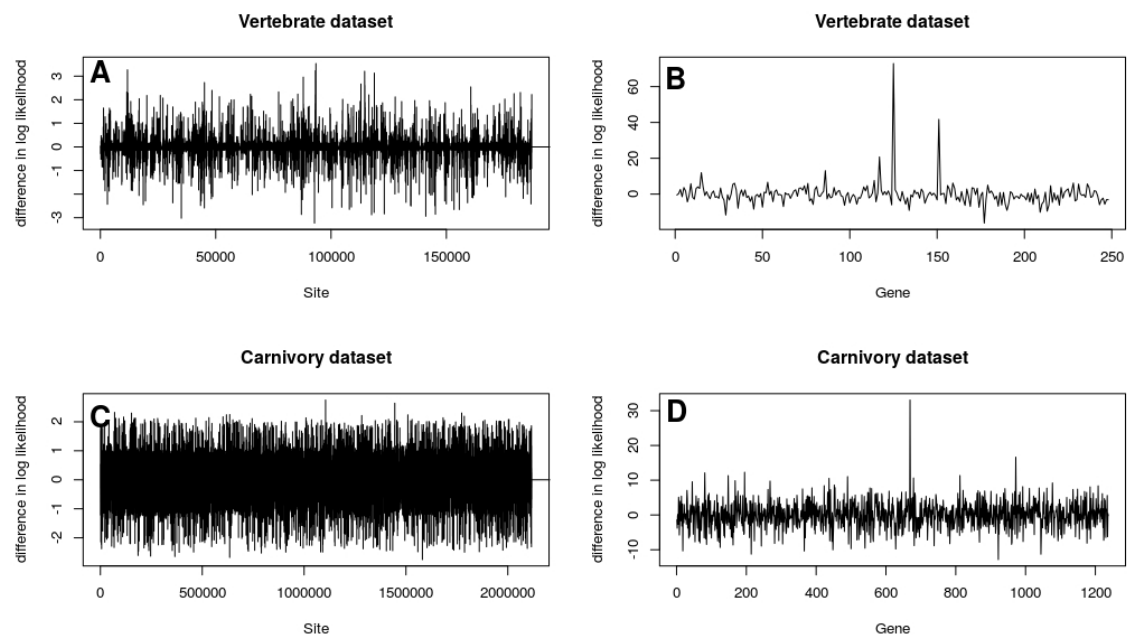 Vertebrate dataset
A
difference in log likelihood
3
2
1
0
-1
-3
0
50000
100000
150000
Site
Vertebrate dataset
B
difference in log likelihood
60
40
20
0
0
50
100
150
200
250
Gene
Carnivory dataset
C
difference in log likelihood
2
1
0
-1
-2
0
500000
1000000
1500000
2000000
Site
Carnivory dataset
D
difference in log likelihood
30
20
10
0
-10
0
200
400
600
800
1000
1200
Gene